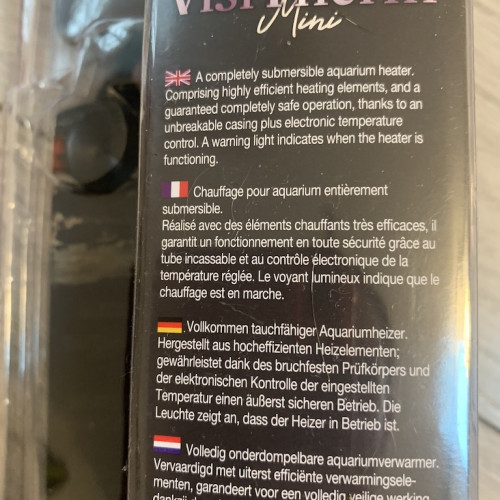 Mini
A completely submersible aquarium heater.
Comprising highly efficient heating elements, and a
guaranteed completely safe operation, thanks to an
unbreakable casing plus electronic temperature
control. A warning light indicates when the heater is
functioning.
Chauffage pour aquarium entièrement
submersible.
Réalisé avec des éléments chauffants très efficaces, il
garantit un fonctionnement en toute sécurité grâce au
tube incassable et au contrôle électronique de la
température réglée. Le voyant lumineux indique que le
chauffage est en marche.
Vollkommen tauchfähiger Aquariumheizer.
Hergestellt aus hocheffizienten Heizelementen;
gewährleistet dank des bruchfesten Prüfkörpers und
der elektronischen Kontrolle der eingestellten
Temperatur einen äußerst sicheren Betrieb. Die
Leuchte zeigt an, dass der Heizer in Betrieb ist.
Volledig onderdompelbare aquariumverwarmer.
Vervaardigd met uiterst efficiënte verwarmingsele-
menten, garandeert voor een volledig veilige werking